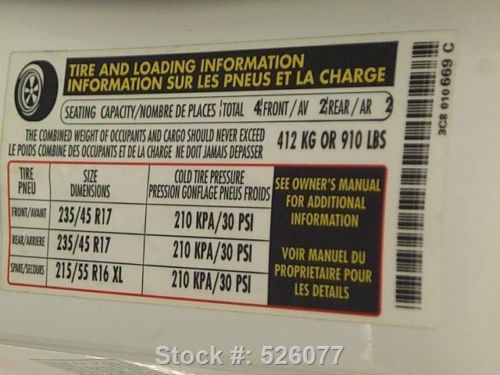 TIRE AND LOADING INFORMATION
INFORMATION SUR LES PNEUS ET LA CHARGE
SEATING CAPACITY/NOMBRE DE PLACES TOTAL 4 FRONT/AV 2 REAR/AR 2
THE COMBINED WEIGHT OF OCCUPANTS AND CARGO SHOULD NEVER EXCEED
LE POIDS COMBINE DES OCCUPANTS ET DE LA CHARGE NE DOIT JAMAIS DEPASSER
412 KG OR 910 LBS
TIRE PNEU SIZE DIMENSIONS COLD TIRE PRESSURE PRESSION GONFLAGE PNEUS FROIDS
FRONT/AVANT 235/45 R17 210 KPA/30 PSI
REAR/ARRIERE 235/45 R17 210 KPA/30 PSI
SPARE/SECOURS 215/55 R16 XL 210 KPA/30 PSI
SEE OWNER'S MANUAL
FOR ADDITIONAL
INFORMATION
VOIR MANUEL DU
PROPRIETAIRE POUR
LES DETAILS
3C8 010 669 C
Stock #: 526077